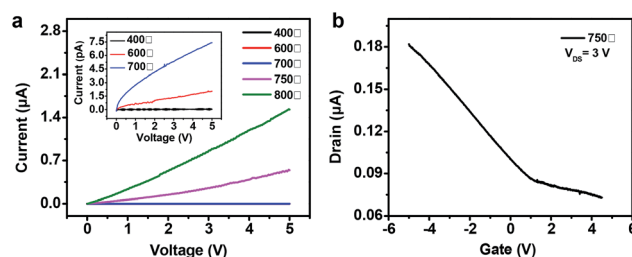 a
2.8
2.1
1.4
0.7
0.0
Current (µA)
0 1 2 3 4 5
Voltage (V)
400□
600□
700□
750□
800□
7.5
6.0
4.5
3.0
1.5
0.0
Current (pA)
0 1 2 3 4 5
Voltage (V)
400□
600□
700□
b
0.18
0.15
0.12
0.09
0.06
Drain (µA)
-6 -4 -2 0 2 4 6
Gate (V)
750□
VDS= 3 V